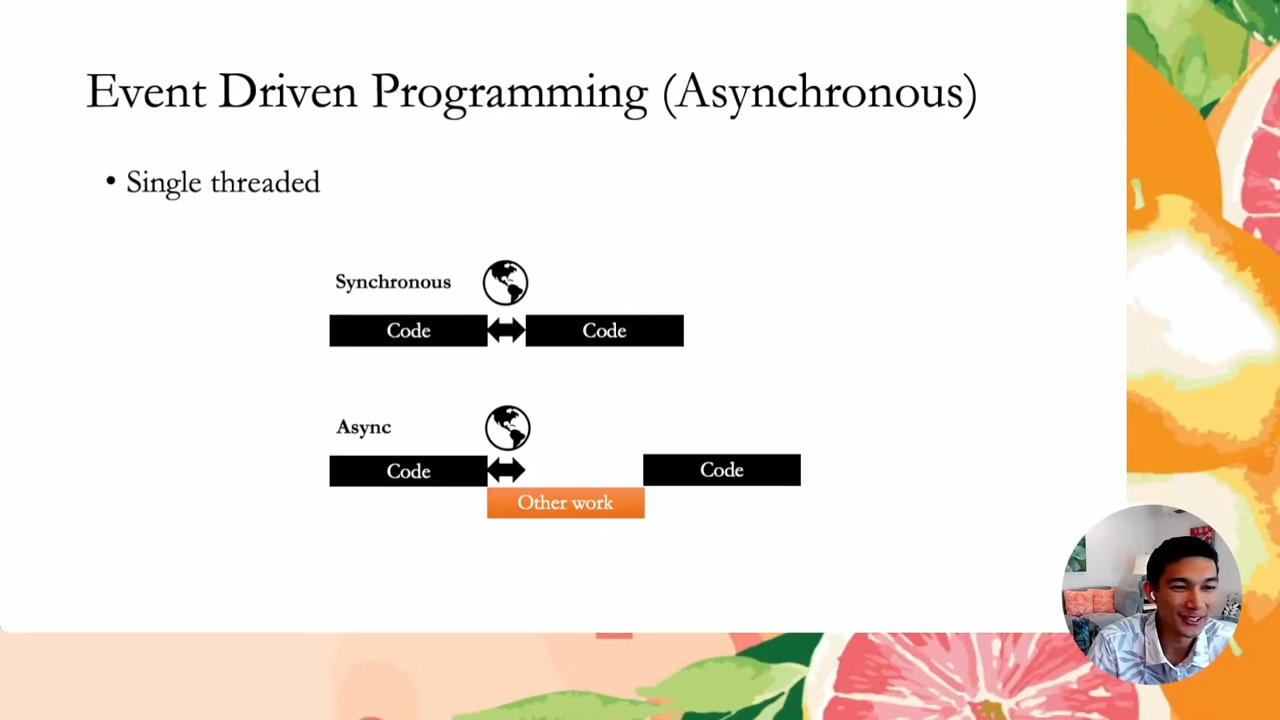 Event Driven Programming (Asynchronous)
• Single threaded
Synchronous
Code Code
Async
Code Code
Other work